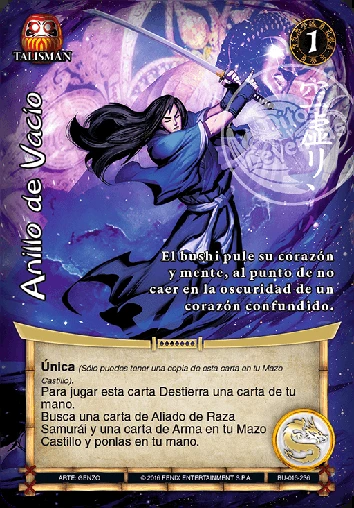 TALISMAN
1
Anillo de Vacío
El bushi pule su corazón
y mente, al punto de no
caer en la oscuridad de un
corazón confundido.
Única (Sólo puedes tener una copia de esta carta en tu Mazo
Castillo).
Para jugar esta carta Destierra una carta de tu
mano.
Busca una carta de Aliado de Raza
Samurái y una carta de Arma en tu Mazo
Castillo y ponlas en tu mano.
ARTE: GENZO
© 2016 FENIX ENTERTAINMENT S.P.A.